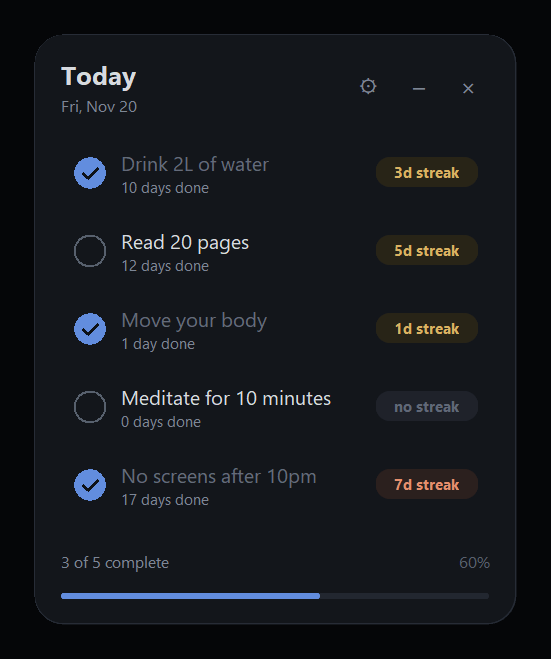 Today
Fri, Nov 20
Drink 2L of water
10 days done
3d streak
Read 20 pages
12 days done
5d streak
Move your body
1 day done
1d streak
Meditate for 10 minutes
0 days done
no streak
No screens after 10pm
17 days done
7d streak
3 of 5 complete
60%